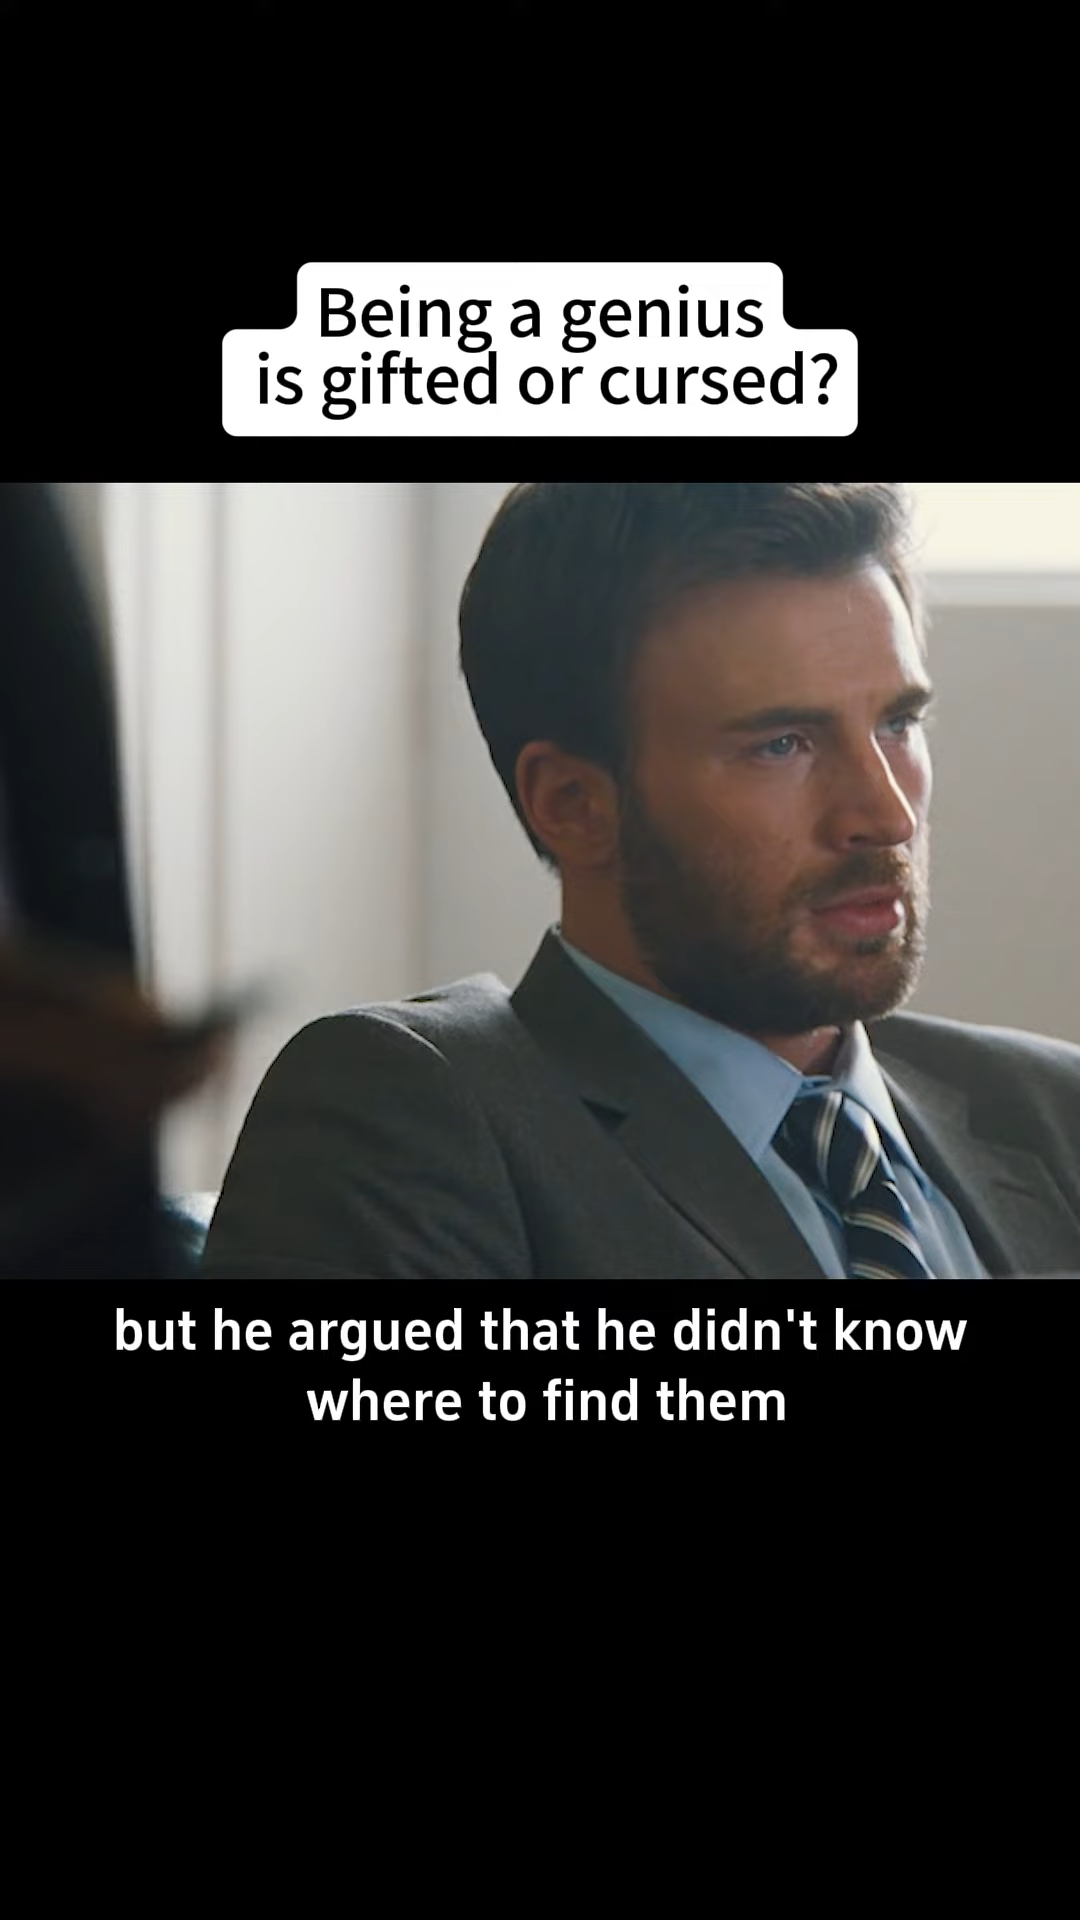 Being a genius
is gifted or cursed?
but he argued that he didn't know
where to find them